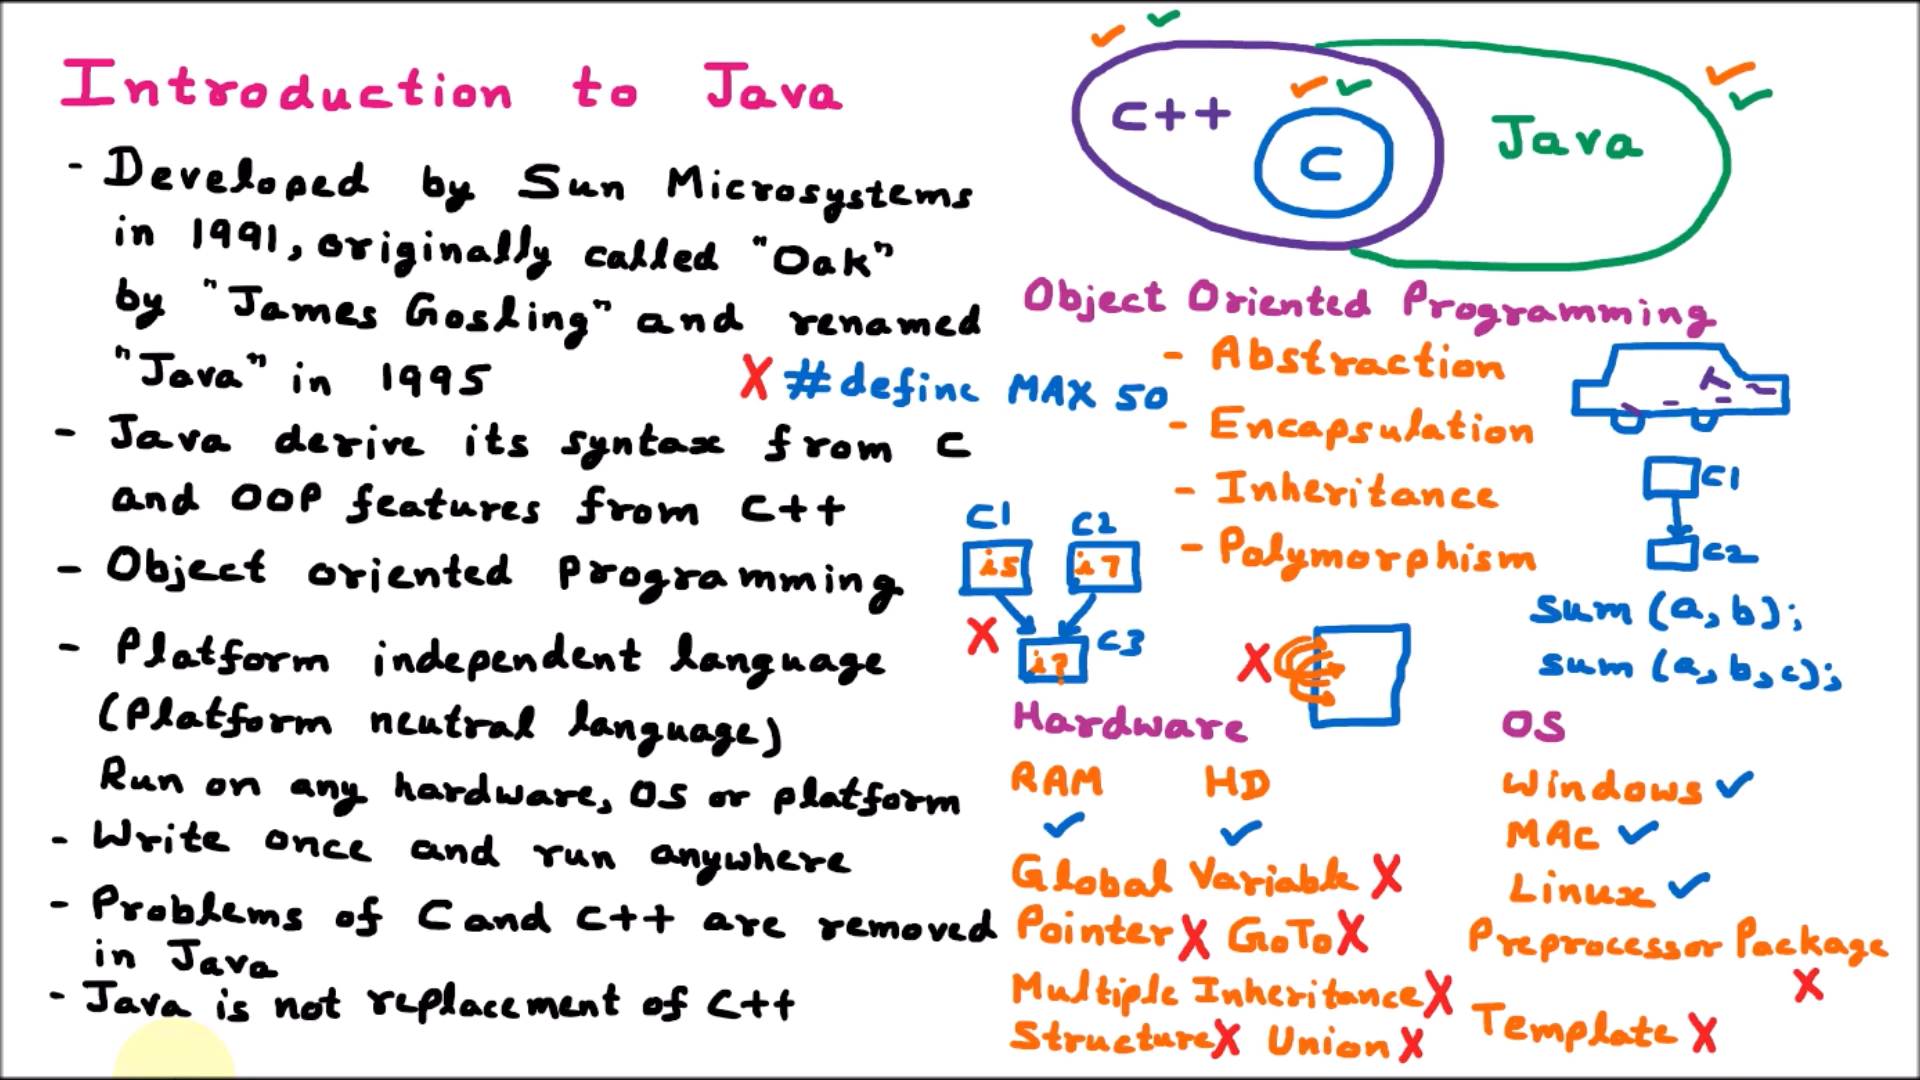 Introduction to Java
- Developed by Sun Microsystems
in 1991, originally called "Oak"
by "James Gosling" and renamed
"Java" in 1995
- Java derive its syntax from C
and OOP features from C++
- Object oriented programming
- Platform independent language
(Platform neutral language)
Run on any hardware, OS or platform
- Write once and run anywhere
- Problems of C and C++ are removed
in Java
- Java is not replacement of C++
C++
C
Java
Object Oriented Programming
X #define MAX 50
- Abstraction
- Encapsulation
- Inheritance
- Polymorphism
C1
C2
C1 C2
i5 i7
X i? C3
X
sum (a, b);
sum (a, b, c);
Hardware
RAM HD
Global Variable X
Pointer X GoTo X
Multiple Inheritance X
Structure X Union X
OS
Windows ✓
MAC ✓
Linux ✓
Preprocessor Package
X
Template X